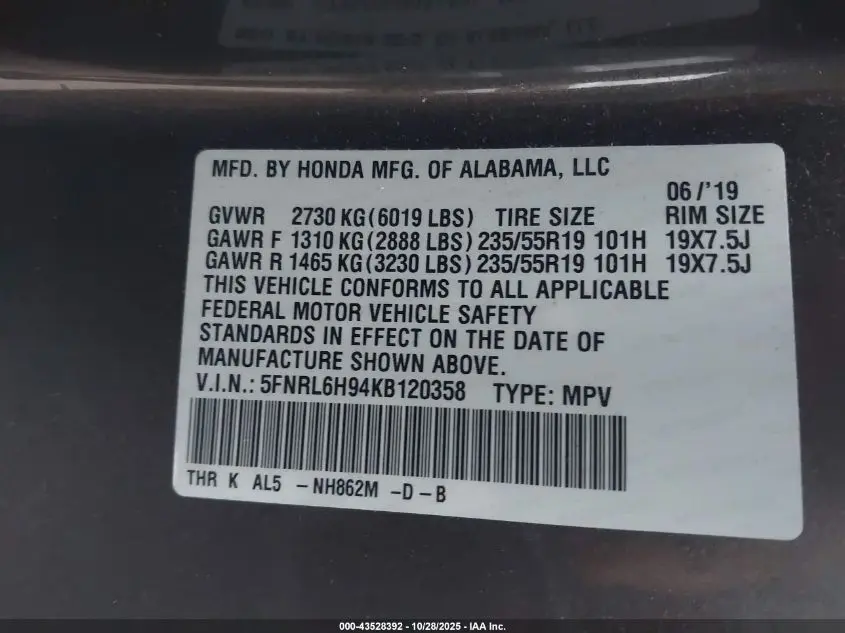 MFD. BY HONDA MFG. OF ALABAMA, LLC
06/'19
GVWR 2730 KG(6019 LBS) TIRE SIZE RIM SIZE
GAWR F 1310 KG(2888 LBS) 235/55R19 101H 19X7.5J
GAWR R 1465 KG(3230 LBS) 235/55R19 101H 19X7.5J
THIS VEHICLE CONFORMS TO ALL APPLICABLE
FEDERAL MOTOR VEHICLE SAFETY
STANDARDS IN EFFECT ON THE DATE OF
MANUFACTURE SHOWN ABOVE.
V.I.N.: 5FNRL6H94KB120358 TYPE: MPV
THR K AL5 -NH862M -D-B
000-43528392 | 10/28/2025 - IAA Inc.